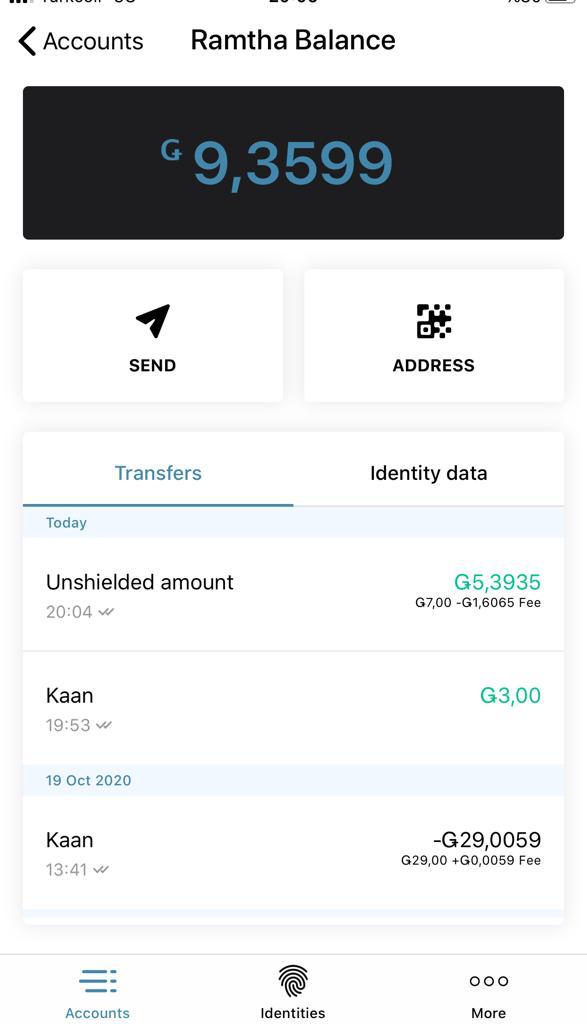 Accounts Ramtha Balance
Ǥ 9,3599
SEND ADDRESS
Transfers Identity data
Today
Unshielded amount Ǥ5,3935
20:04 Ǥ7,00 -Ǥ1,6065 Fee
Kaan Ǥ3,00
19:53
19 Oct 2020
Kaan -Ǥ29,0059
13:41 Ǥ29,00 +Ǥ0,0059 Fee
Accounts Identities More